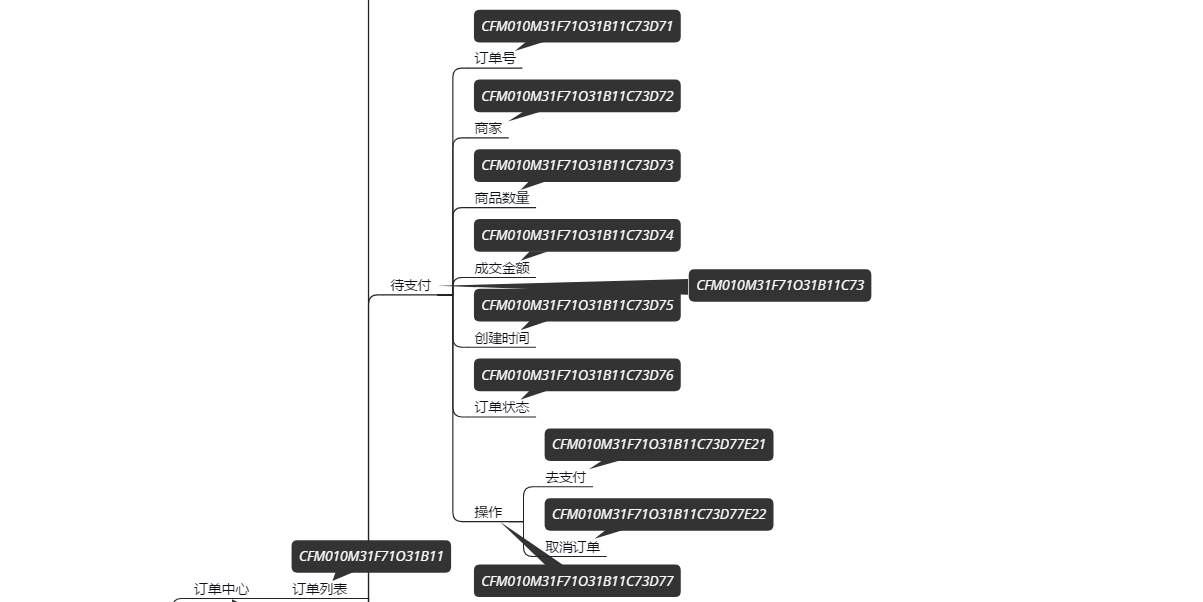 CFM010M31F71O31B11C73D71
订单号
CFM010M31F71O31B11C73D72
商家
CFM010M31F71O31B11C73D73
商品数量
CFM010M31F71O31B11C73D74
成交金额
待支付
CFM010M31F71O31B11C73
CFM010M31F71O31B11C73D75
创建时间
CFM010M31F71O31B11C73D76
订单状态
CFM010M31F71O31B11C73D77E21
去支付
操作
CFM010M31F71O31B11C73D77E22
取消订单
CFM010M31F71O31B11C73D77
CFM010M31F71O31B11
订单中心
订单列表